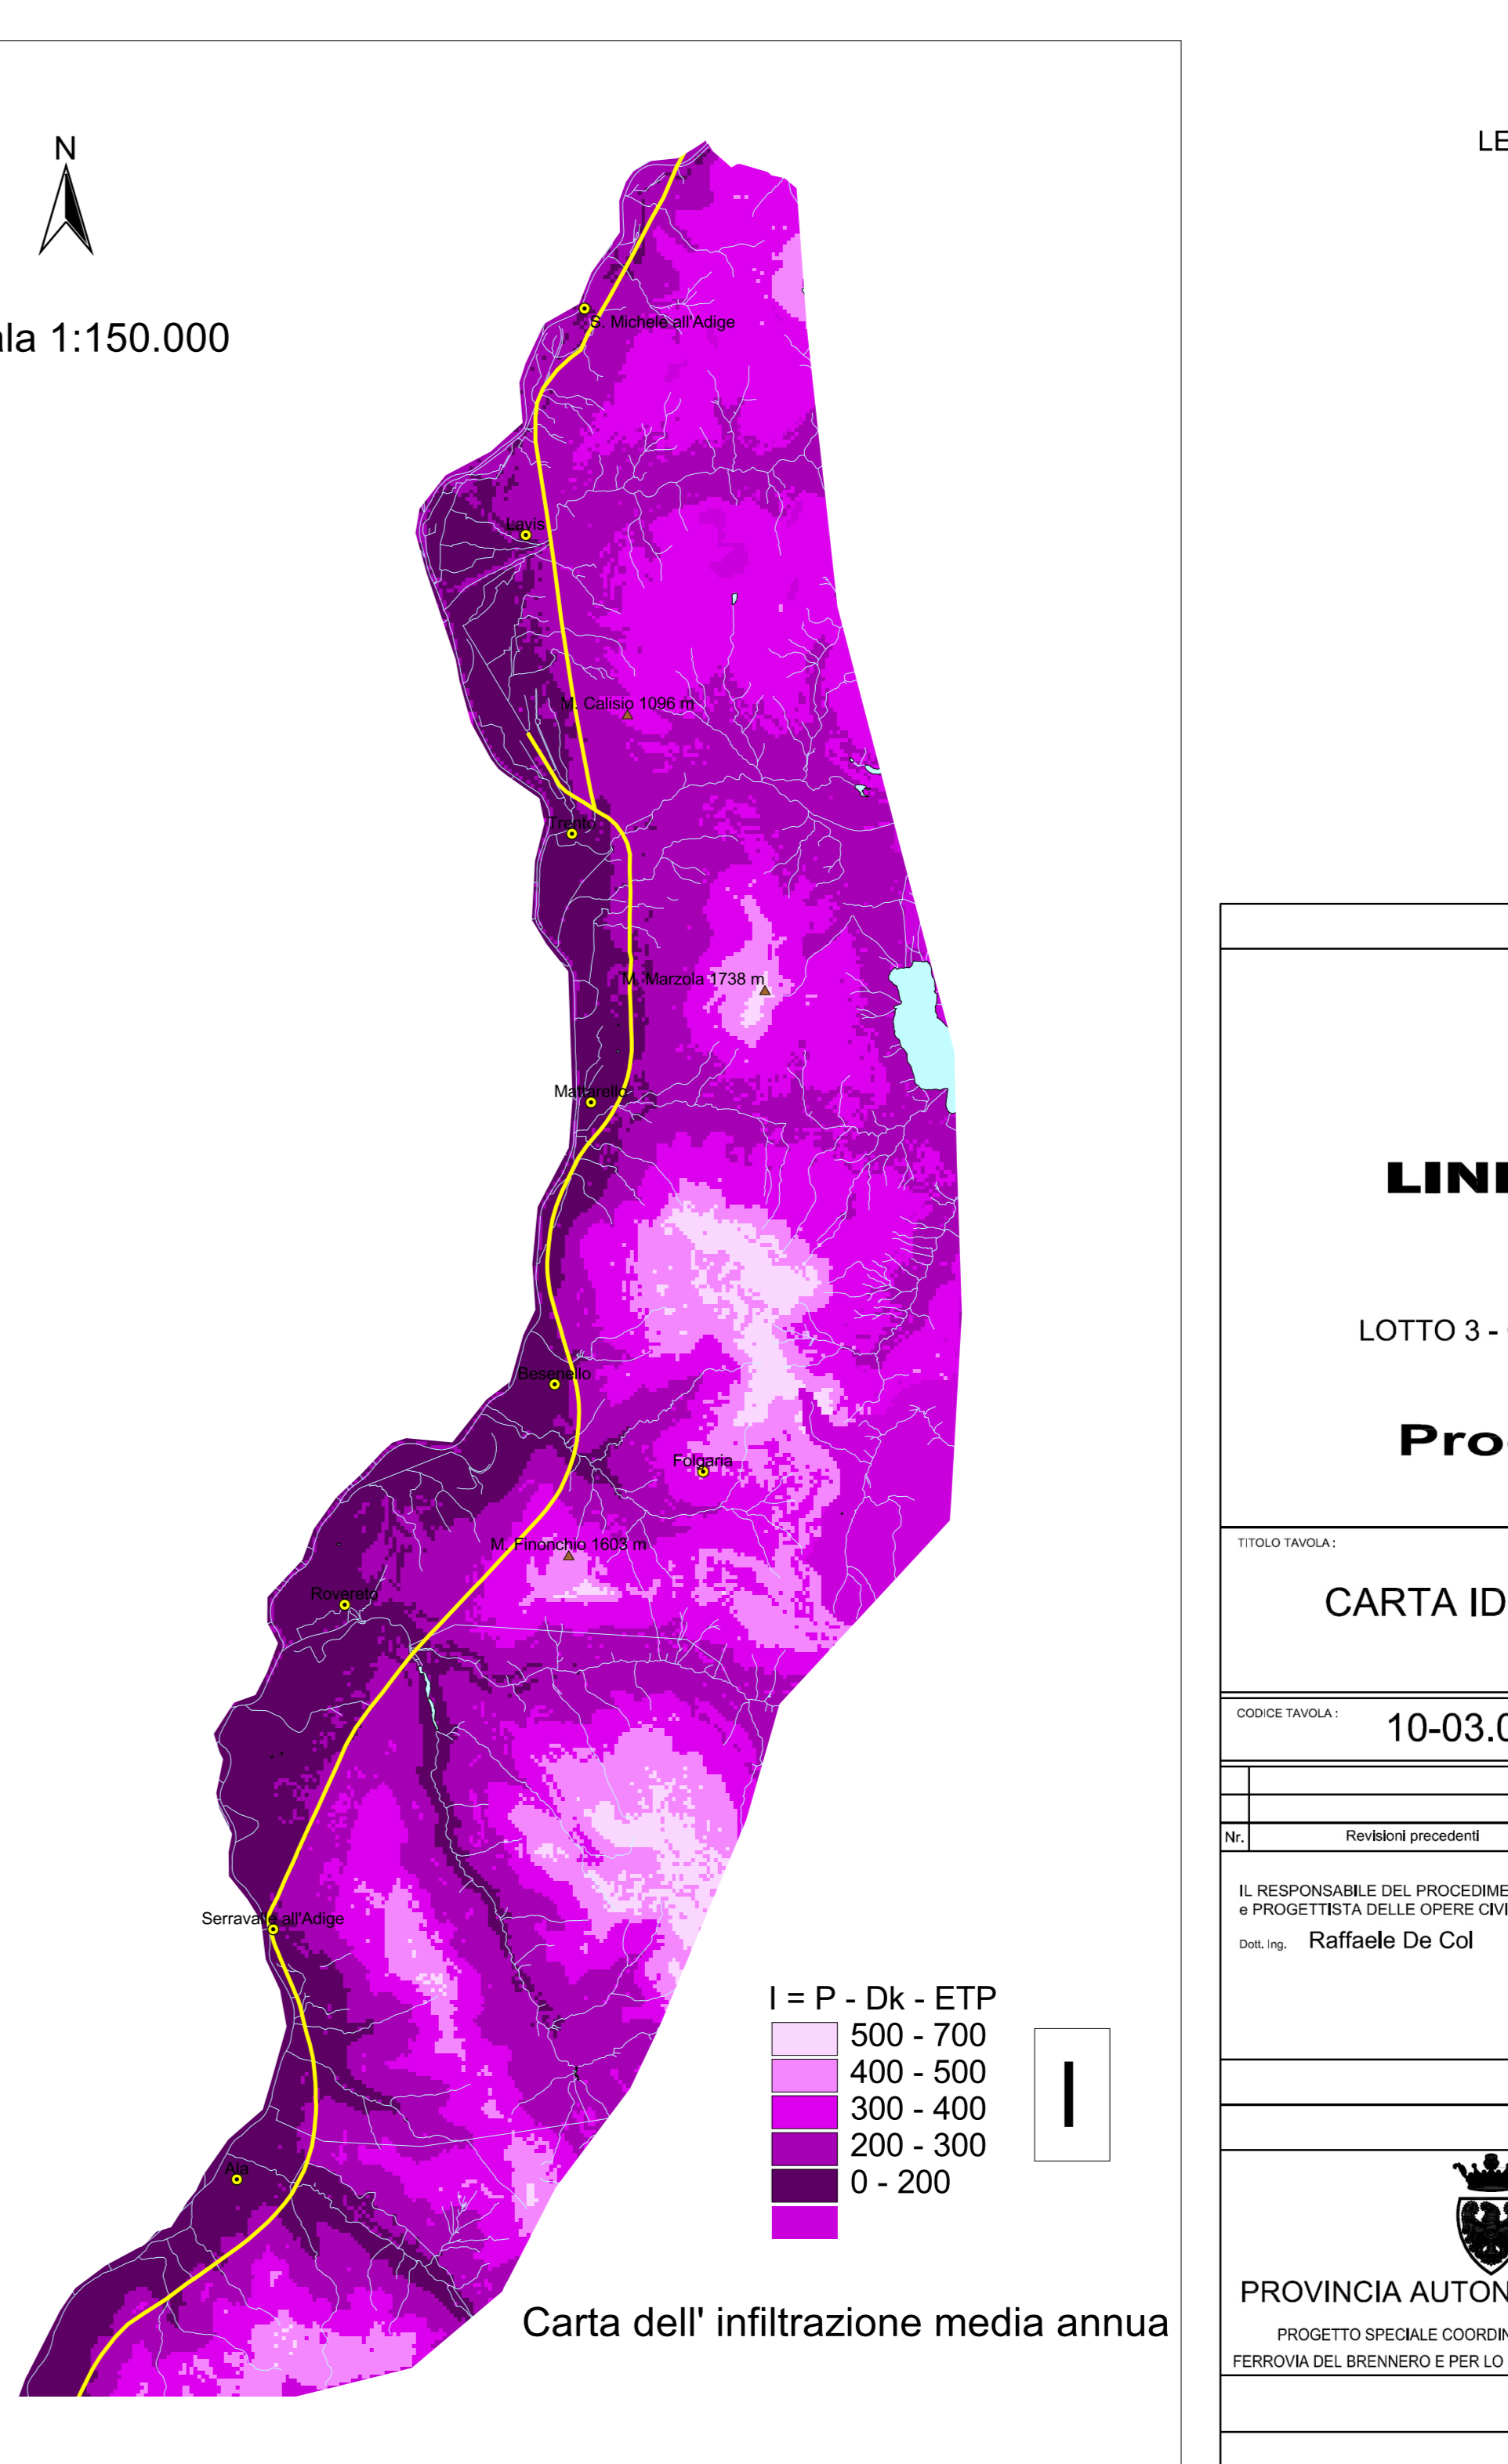 N
LE
ala 1:150.000
S. Michele all'Adige
Lavis
M. Calisio 1096 m
Trento
M. Marzola 1738 m
Mattarello
Besenello
Folgaria
M. Finonchio 1603 m
Rovereto
Serravalle all'Adige
Ala
I = P - Dk - ETP
500 - 700
400 - 500
300 - 400
200 - 300
0 - 200
I
Carta dell' infiltrazione media annua
LIN
LOTTO 3 -
Pro
TITOLO TAVOLA :
CARTA ID
CODICE TAVOLA :
10-03.0
Nr. Revisioni precedenti
IL RESPONSABILE DEL PROCEDIME
e PROGETTISTA DELLE OPERE CIVI
Dott. Ing. Raffaele De Col
PROVINCIA AUTON
PROGETTO SPECIALE COORDIN
FERROVIA DEL BRENNERO E PER LO